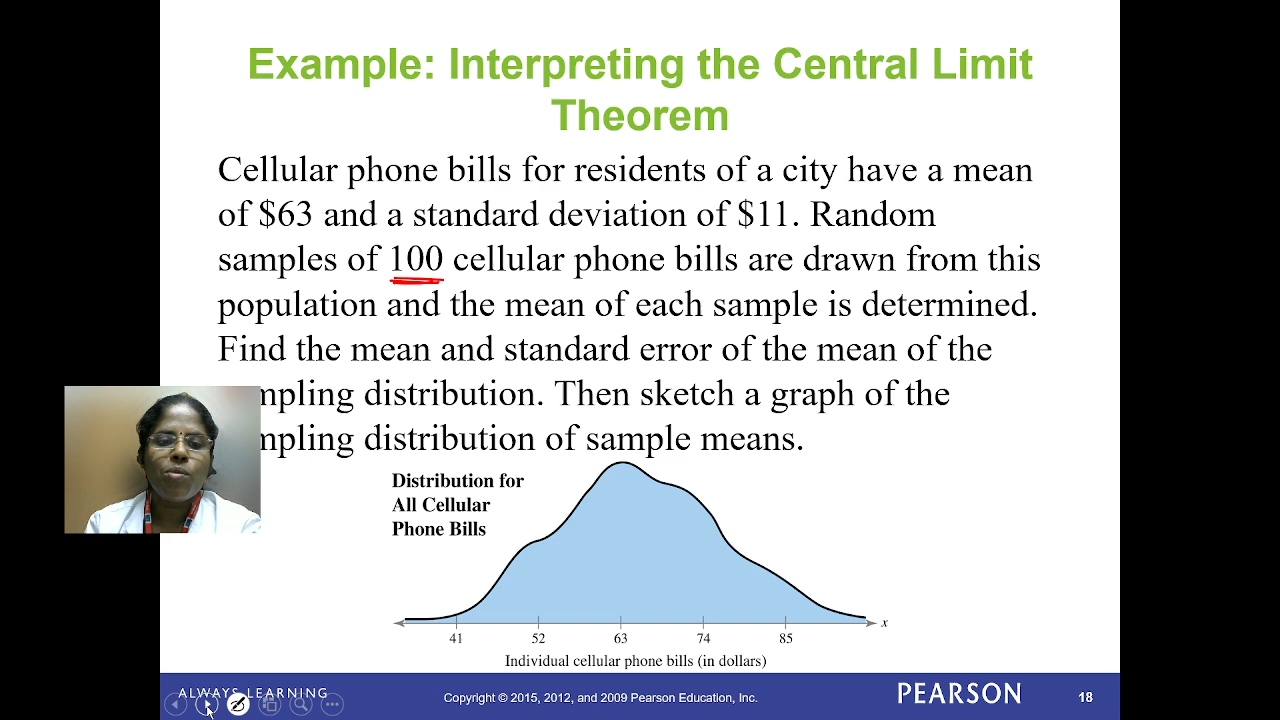 Example: Interpreting the Central Limit
Theorem
Cellular phone bills for residents of a city have a mean
of $63 and a standard deviation of $11. Random
samples of 100 cellular phone bills are drawn from this
population and the mean of each sample is determined.
Find the mean and standard error of the mean of the
mpling distribution. Then sketch a graph of the
mpling distribution of sample means.
Distribution for
All Cellular
Phone Bills
41 52 63 74 85 x
Individual cellular phone bills (in dollars)
ALWAYS LEARNING Copyright © 2015, 2012, and 2009 Pearson Education, Inc. PEARSON 18